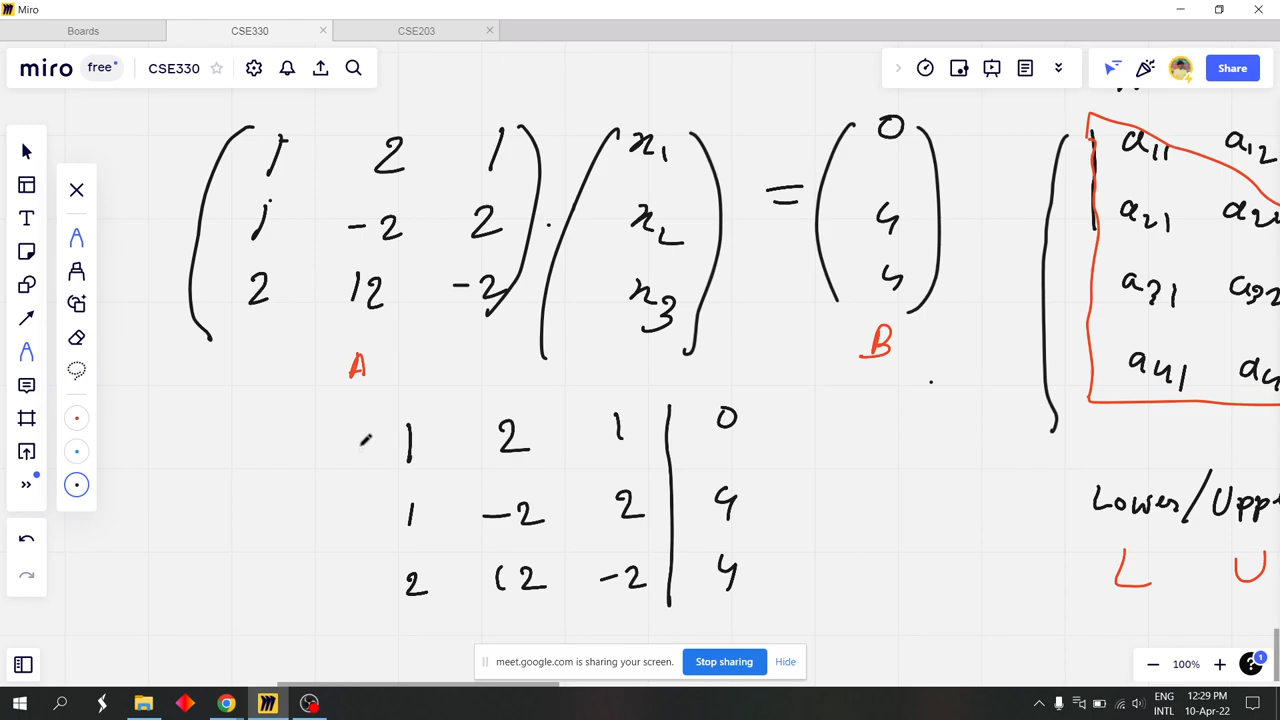 Miro
Boards
CSE330
CSE203
miro
free
CSE330
Share
1 2 1
1 -2 2
2 12 -2
x1
x2
x3
=
0
4
4
a11 a12
a21
a31 a32
a41
A
B
1 2 1 | 0
1 -2 2 | 4
2 12 -2 | 4
Lower/Upp
L U
meet.google.com is sharing your screen.
Stop sharing
Hide
100%
1
ENG
INTL
12:29 PM
10-Apr-22